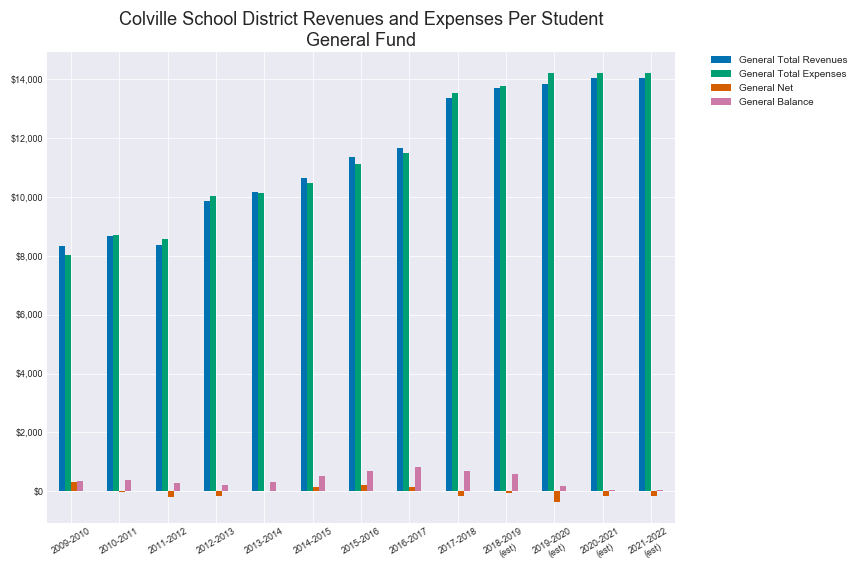 Colville School District Revenues and Expenses Per Student
General Fund
General Total Revenues
General Total Expenses
General Net
General Balance
$14,000
$12,000
$10,000
$8,000
$6,000
$4,000
$2,000
$0
2009-2010
2010-2011
2011-2012
2012-2013
2013-2014
2014-2015
2015-2016
2016-2017
2017-2018
2018-2019
(est)
2019-2020
(est)
2020-2021
(est)
2021-2022
(est)